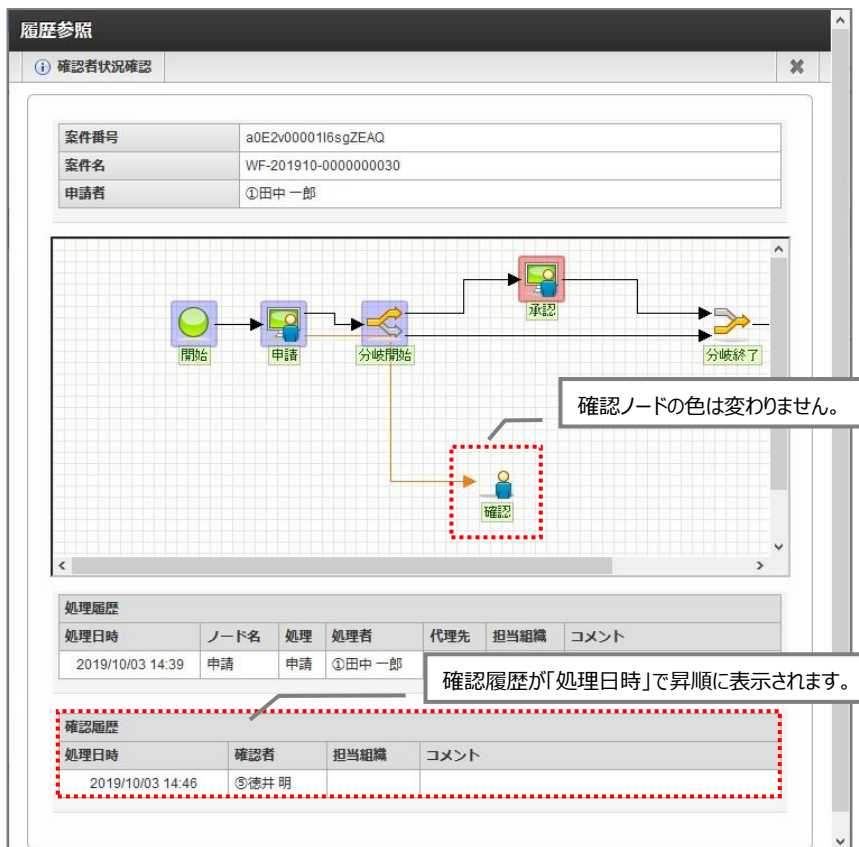 履歴参照
確認者状況確認
案件番号 a0E2v00001I6sgZEAQ
案件名 WF-201910-0000000030
申請者 ①田中 一郎
承認
開始 申請 分岐開始 分岐終了
確認ノードの色は変わりません。
確認
処理履歴
処理日時 ノード名 処理 処理者 代理先 担当組織 コメント
2019/10/03 14:39 申請 申請 ①田中 一郎
確認履歴が「処理日時」で昇順に表示されます。
確認履歴
処理日時 確認者 担当組織 コメント
2019/10/03 14:46 ⑤徳井 明